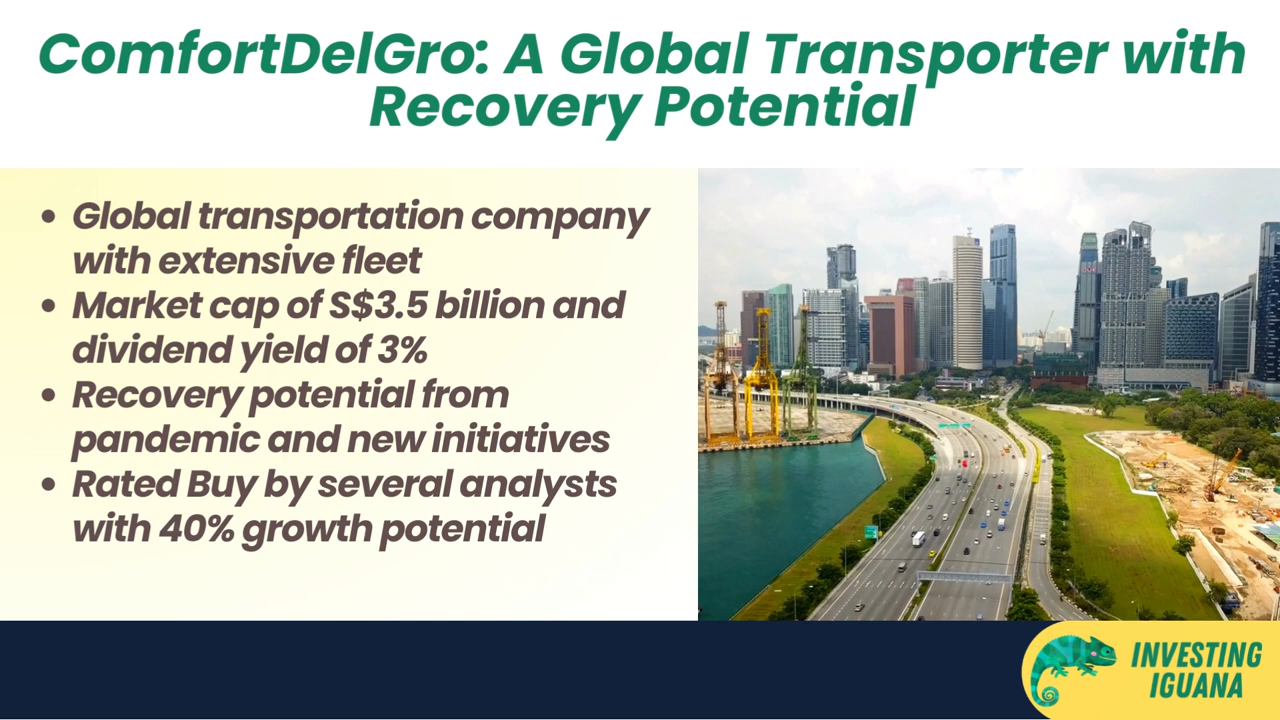 ComfortDelGro: A Global Transporter with
Recovery Potential
• Global transportation company
with extensive fleet
• Market cap of S$3.5 billion and
dividend yield of 3%
• Recovery potential from
pandemic and new initiatives
• Rated Buy by several analysts
with 40% growth potential
INVESTING
IGUANA